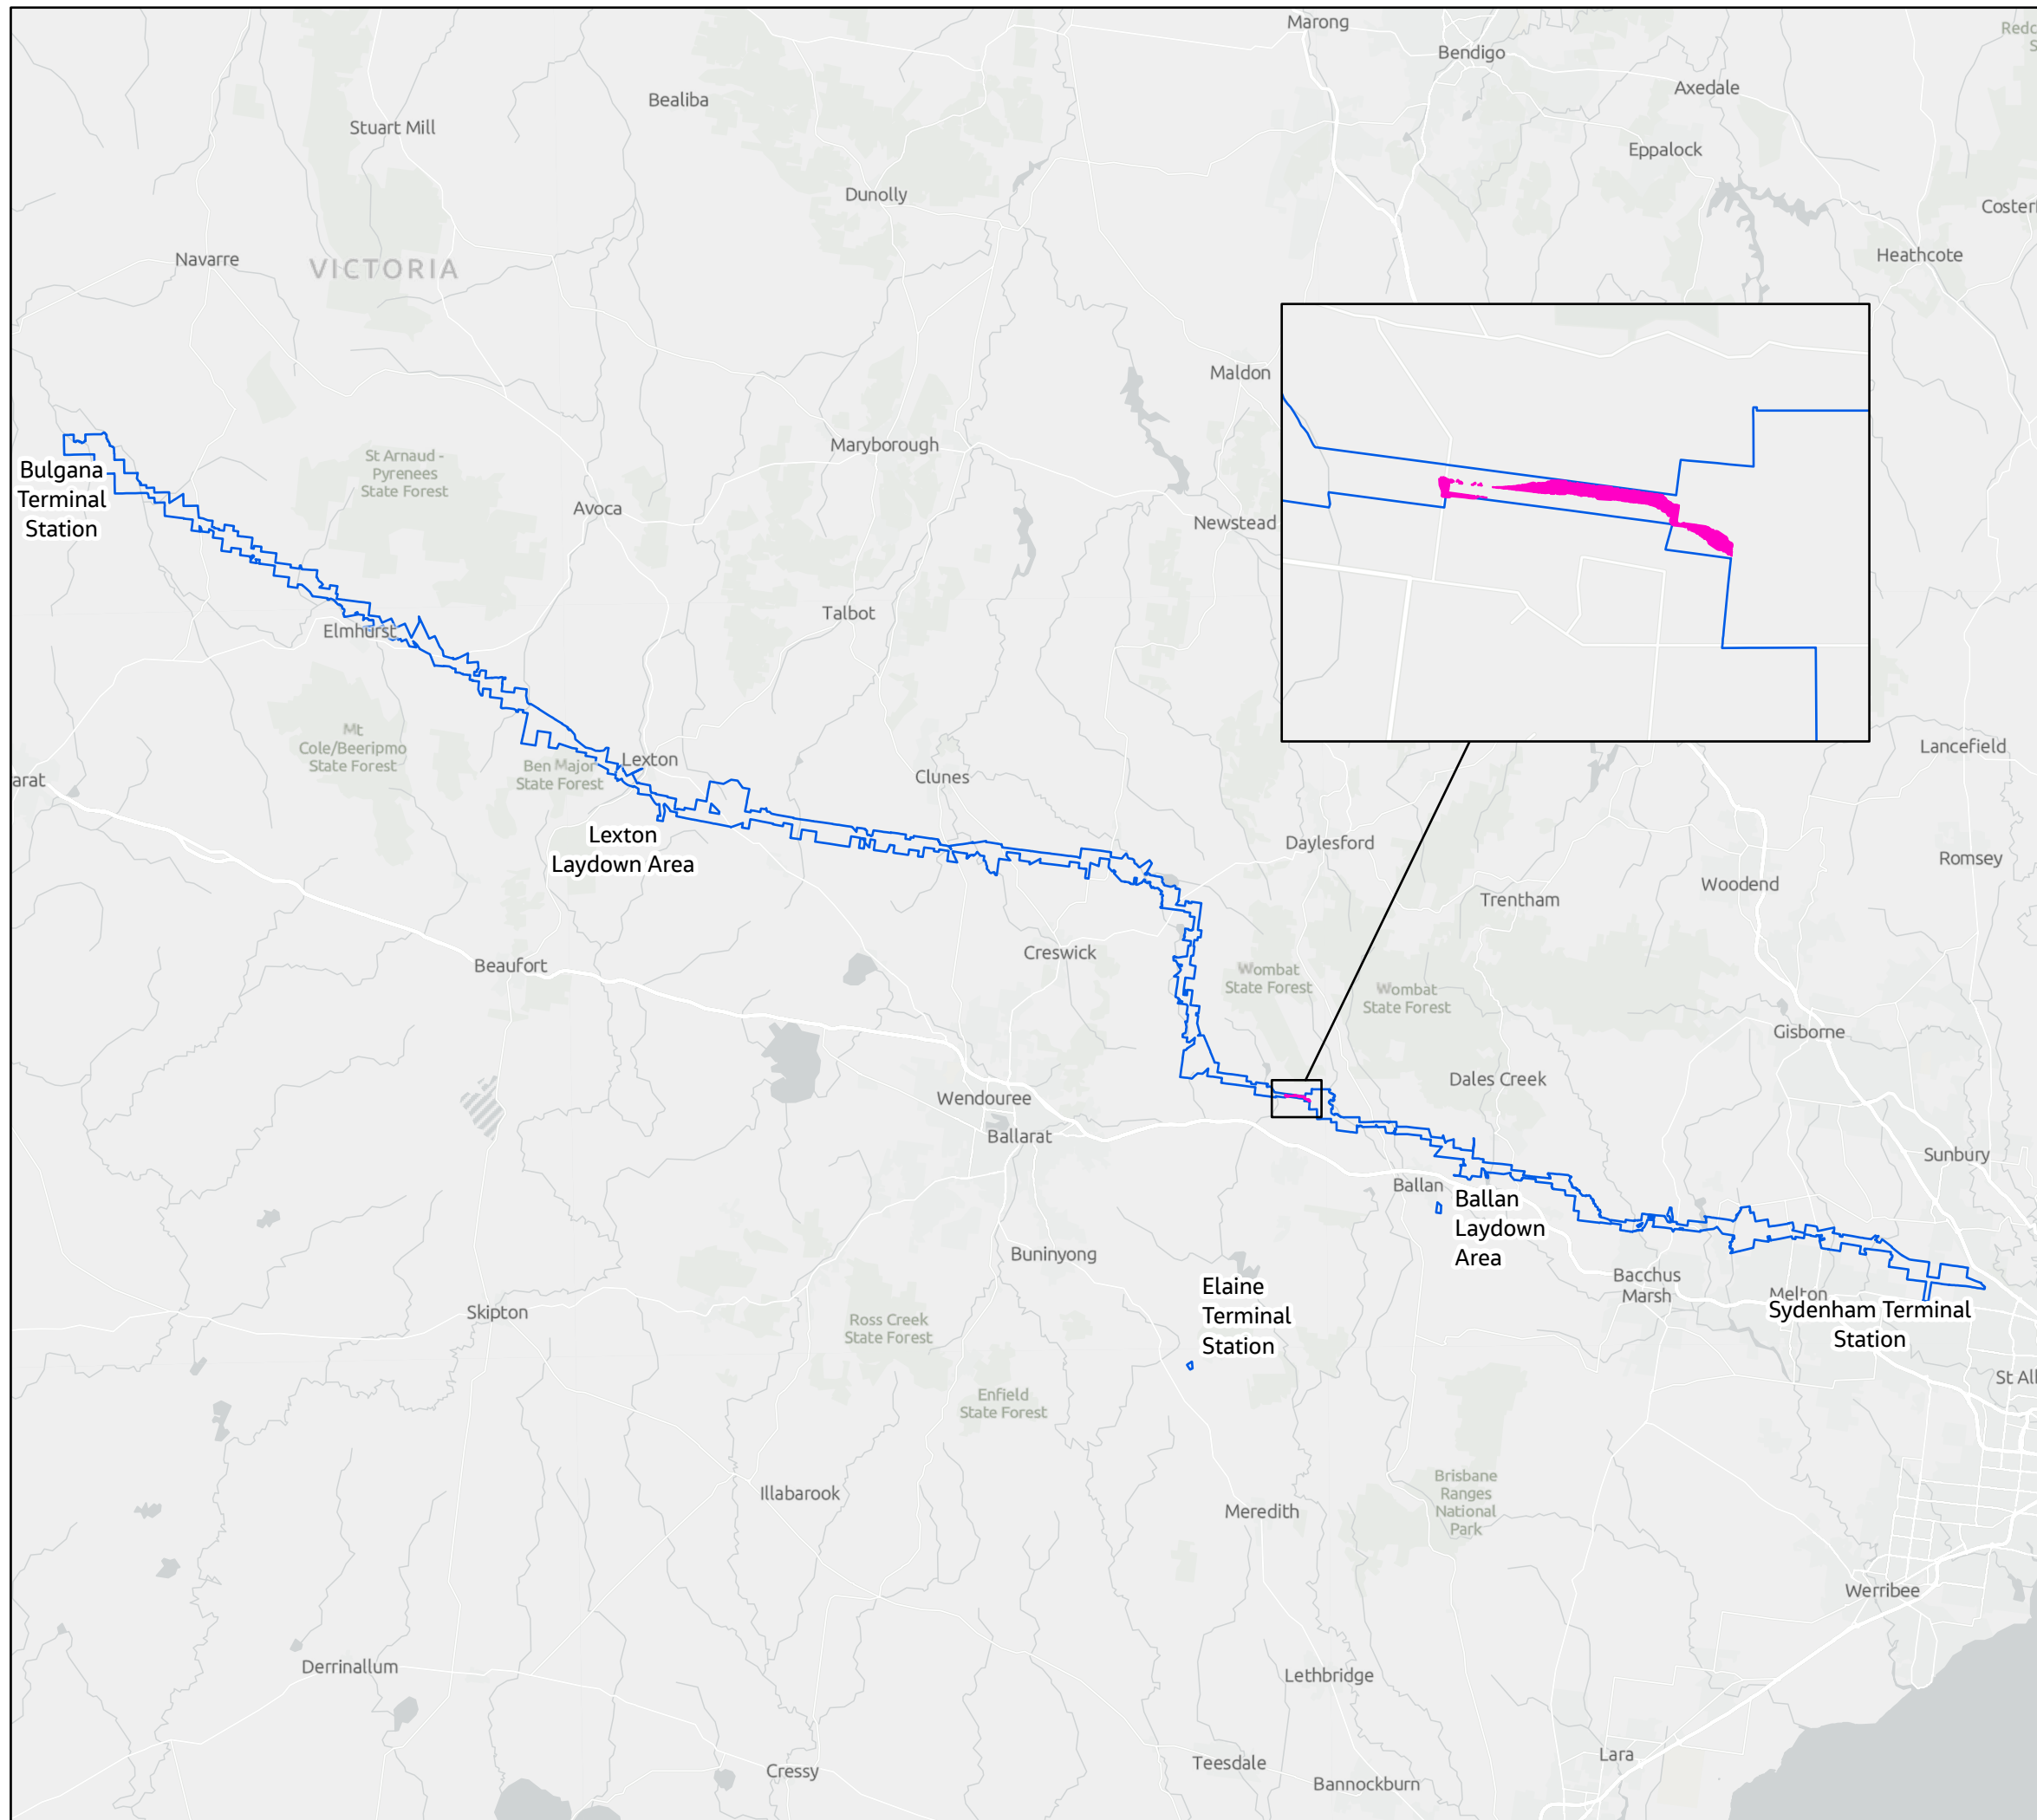 Marong
Redc
S
Bendigo
Axedale
Bealiba
Stuart Mill
Eppalock
Dunolly
Costerf
Navarre
VICTORIA
Heathcote
Maldon
Maryborough
Bulgana
Terminal
Station
St Arnaud -
Pyrenees
State Forest
Avoca
Newstead
Talbot
Elmhurst
Mt
Cole/Beeripmo
State Forest
Lexton
Ben Major
State Forest
Lancefield
arat
Clunes
Lexton
Laydown Area
Daylesford
Romsey
Woodend
Trentham
Creswick
Beaufort
Wombat
State Forest
Wombat
State Forest
Gisborne
Dales Creek
Wendouree
Ballarat
Sunbury
Ballan
Ballan
Laydown
Area
Buninyong
Bacchus
Marsh
Elaine
Terminal
Station
Melton
Sydenham Terminal
Station
Skipton
Ross Creek
State Forest
St Alb
Enfield
State Forest
Illabarook
Brisbane
Ranges
National
Park
Meredith
Werribee
Derrinallum
Lethbridge
Lara
Teesdale
Cressy
Bannockburn